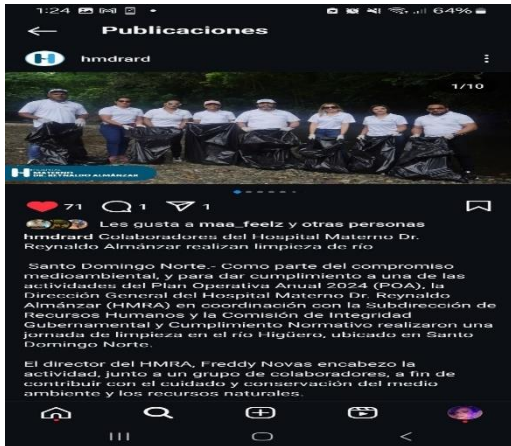 1:24
64%
Publicaciones
hmdrard
1/10
MATERNO
DR. REYNALDO ALMÁNZAR
71 1 1
Les gusta a maa_feelz y otras personas
hmdrard Colaboradores del Hospital Materno Dr.
Reynaldo Almánzar realizan limpieza de río
Santo Domingo Norte.- Como parte del compromiso
medioambiental, y para dar cumplimiento a una de las
actividades del Plan Operativa Anual 2024 (POA), la
Dirección General del Hospital Materno Dr. Reynaldo
Almánzar (HMRA) en coordinación con la Subdirección de
Recursos Humanos y la Comisión de Integridad
Gubernamental y Cumplimiento Normativo realizaron una
jornada de limpieza en el río Higüero, ubicado en Santo
Domingo Norte.
El director del HMRA, Freddy Novas encabezo la
actividad, junto a un grupo de colaboradores, a fin de
contribuir con el cuidado y conservación del medio
ambiente y los recursos naturales.